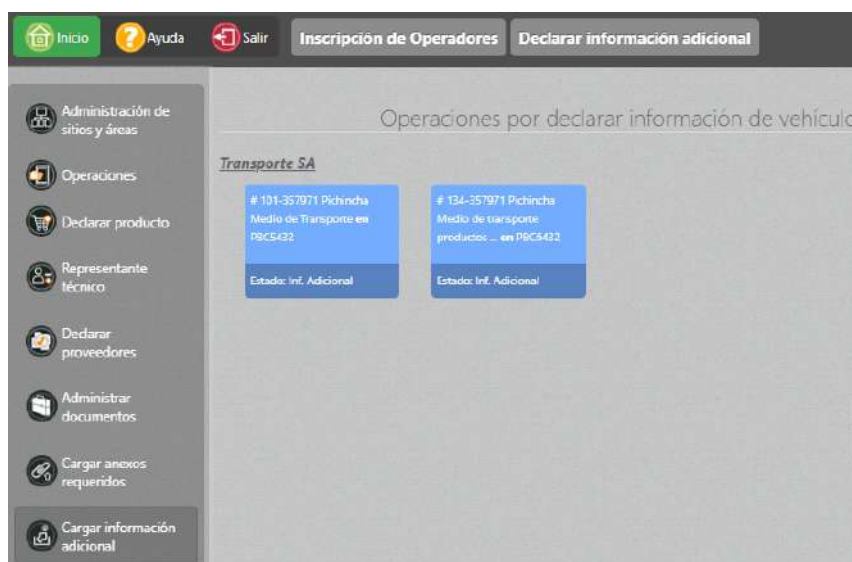 Inicio
Ayuda
Salir
Inscripción de Operadores
Declarar información adicional
Administración de
sitios y áreas
Operaciones
Declarar producto
Representante
técnico
Declarar
proveedores
Administrar
documentos
Cargar anexos
requeridos
Cargar información
adicional
Operaciones por declarar información de vehículo
Transporte SA
# 101-357971 Pichincha
Medio de Transporte en
PBC5432
Estado: Inf. Adicional
# 134-357971 Pichincha
Medio de transporte
productos ... en PBC5432
Estado: Inf. Adicional